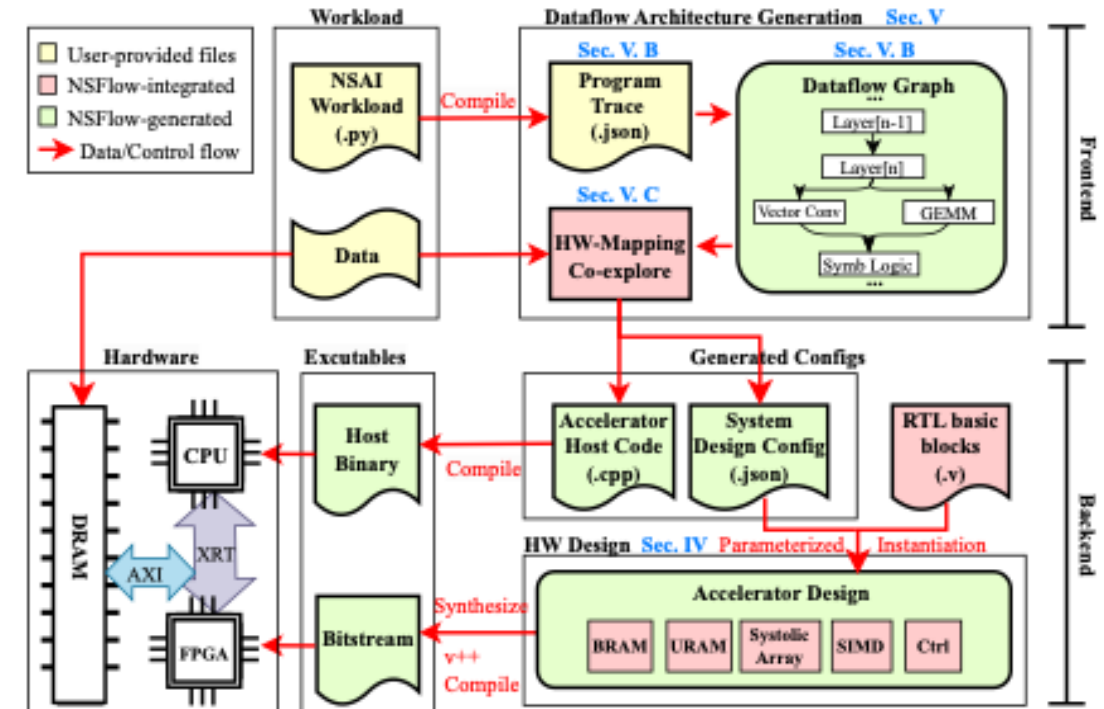 Workload
Dataflow Architecture Generation Sec. V
User-provided files
NSFlow-integrated
NSFlow-generated
Data/Control flow
NSAI
Workload
(.py)
Compile
Sec. V. B
Program
Trace
(.json)
Sec. V. B
Dataflow Graph
...
Layer[n-1]
Layer[n]
Vector Conv
GEMM
Symb Logic
...
Data
Sec. V. C
HW-Mapping
Co-explore
Frontend
Hardware
Excutables
Generated Configs
DRAM
CPU
XRT
AXI
FPGA
Host
Binary
Compile
Accelerator
Host Code
(.cpp)
System
Design Config
(.json)
RTL basic
blocks
(.v)
Backend
HW Design Sec. IV Parameterized Instantiation
Bitstream
Synthesize
v++
Compile
Accelerator Design
BRAM
URAM
Systolic
Array
SIMD
Ctrl